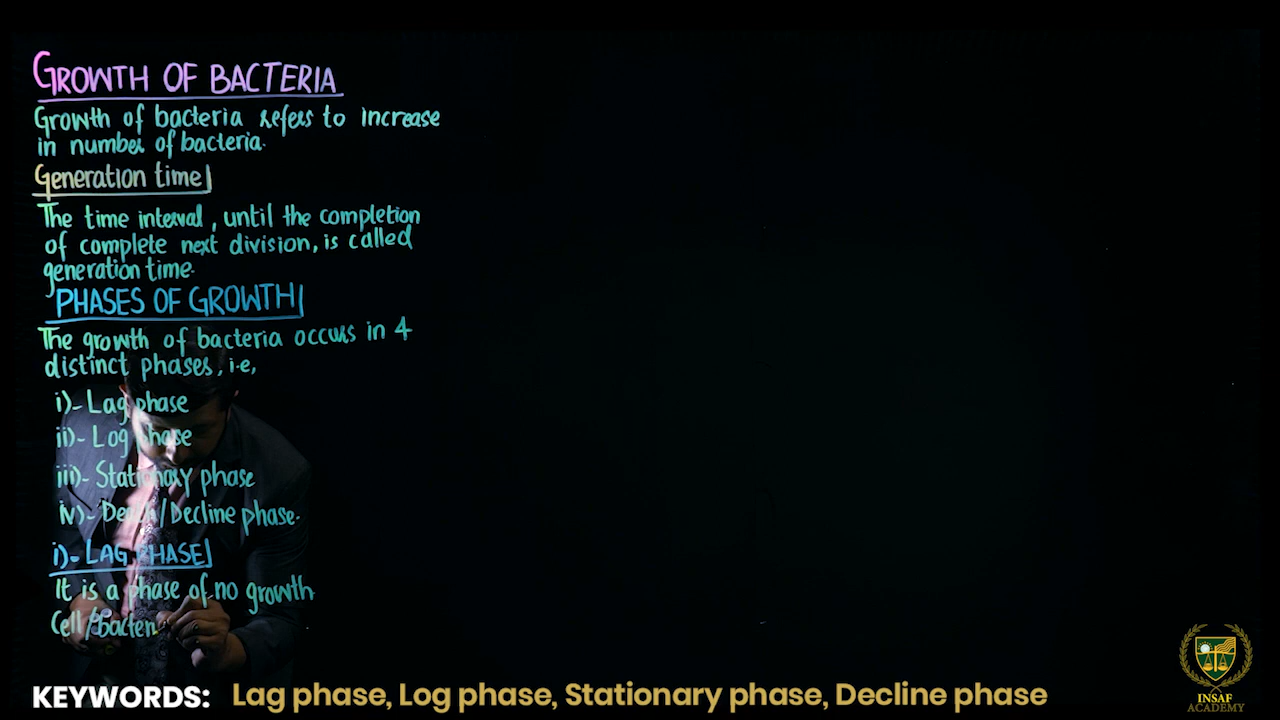 GROWTH OF BACTERIA
Growth of bacteria refers to increase
in number of bacteria.
Generation time
The time interval, until the completion
of complete next division, is called
generation time.
PHASES OF GROWTH
The growth of bacteria occurs in 4
distinct phases, i.e,
i)- Lag phase
ii)- Log phase
iii)- Stationary phase
iv)- Death/Decline phase.
i)- LAG PHASE
It is a phase of no growth
Cell/bacter
KEYWORDS: Lag phase, Log phase, Stationary phase, Decline phase
INSAF
ACADEMY